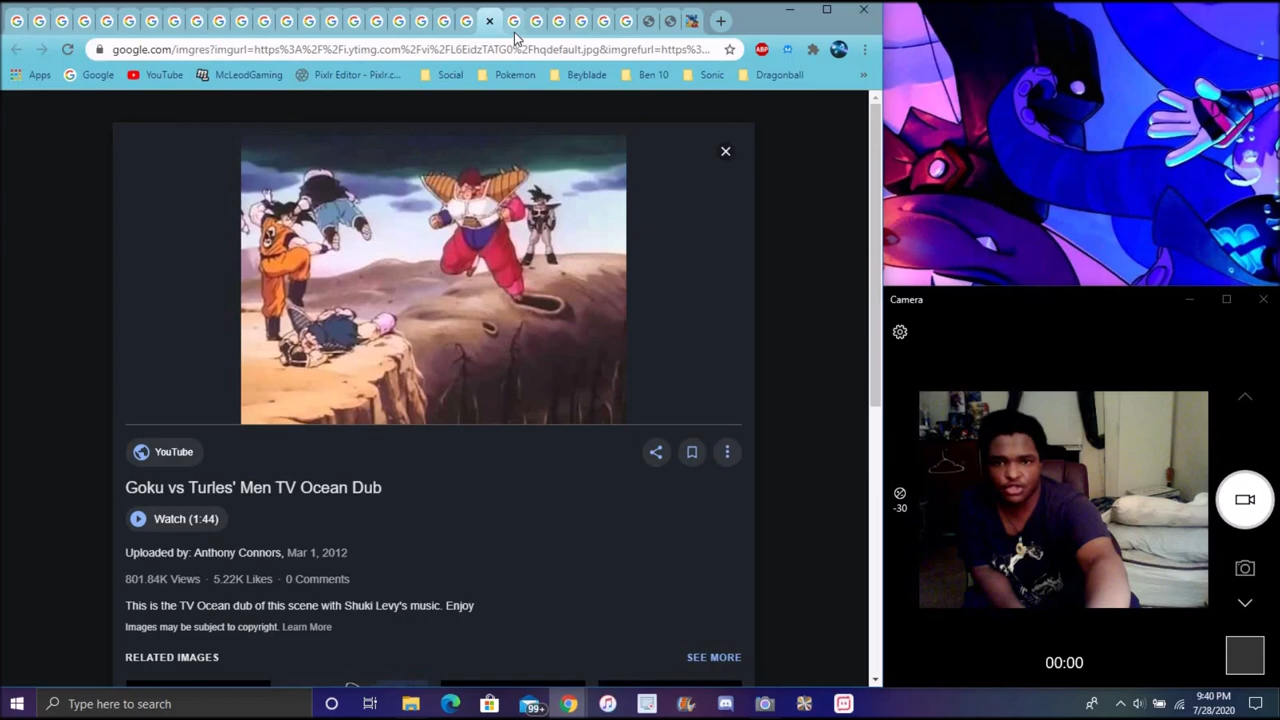 google.com/imgres?imgurl=https%3A%2F%2Fi.ytimg.com%2Fvi%2FL6EidzTATG0%2Fhqdefault.jpg&imgrefurl=https%3...
ABP
Apps
Google
YouTube
McLeodGaming
Pixlr Editor - Pixlr.c...
Social
Pokemon
Beyblade
Ben 10
Sonic
Dragonball
»
YouTube
Goku vs Turles' Men TV Ocean Dub
Watch (1:44)
Uploaded by: Anthony Connors, Mar 1, 2012
801.84K Views · 5.22K Likes · 0 Comments
This is the TV Ocean dub of this scene with Shuki Levy's music. Enjoy
Images may be subject to copyright. Learn More
RELATED IMAGES
SEE MORE
Camera
-30
00:00
Type here to search
99+
9:40 PM
7/28/2020